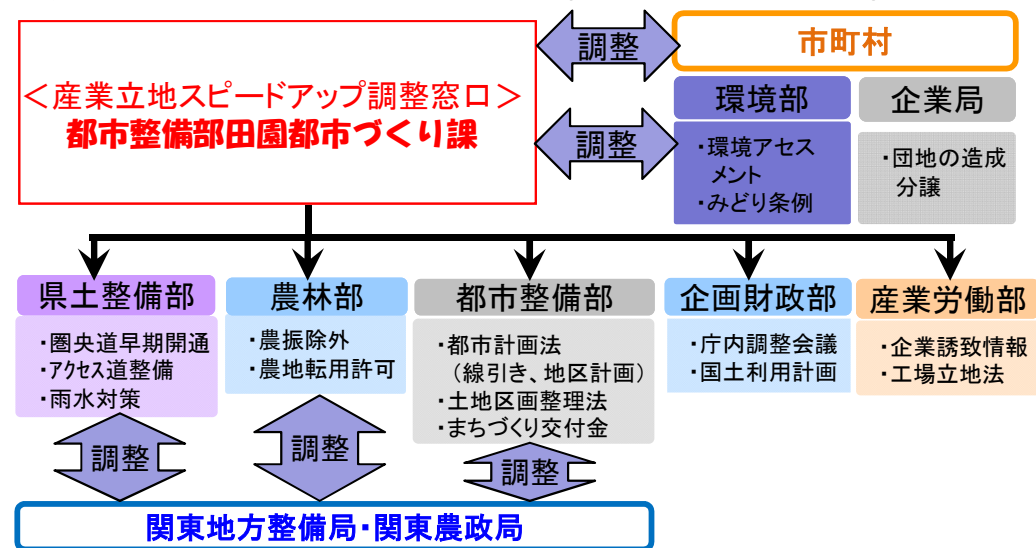 調整
市町村
＜産業立地スピードアップ調整窓口＞
都市整備部田園都市づくり課
調整
環境部
・環境アセス
メント
・みどり条例
企業局
・団地の造成
分譲
県土整備部
・圏央道早期開通
・アクセス道整備
・雨水対策
農林部
・農振除外
・農地転用許可
都市整備部
・都市計画法
（線引き、地区計画）
・土地区画整理法
・まちづくり交付金
企画財政部
・庁内調整会議
・国土利用計画
産業労働部
・企業誘致情報
・工場立地法
調整
調整
調整
関東地方整備局・関東農政局